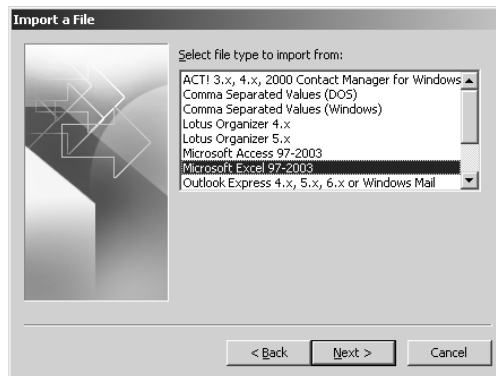 Import a File
Select file type to import from:
ACT! 3.x, 4.x, 2000 Contact Manager for Windows
Comma Separated Values (DOS)
Comma Separated Values (Windows)
Lotus Organizer 4.x
Lotus Organizer 5.x
Microsoft Access 97-2003
Microsoft Excel 97-2003
Outlook Express 4.x, 5.x, 6.x or Windows Mail
< Back
Next >
Cancel